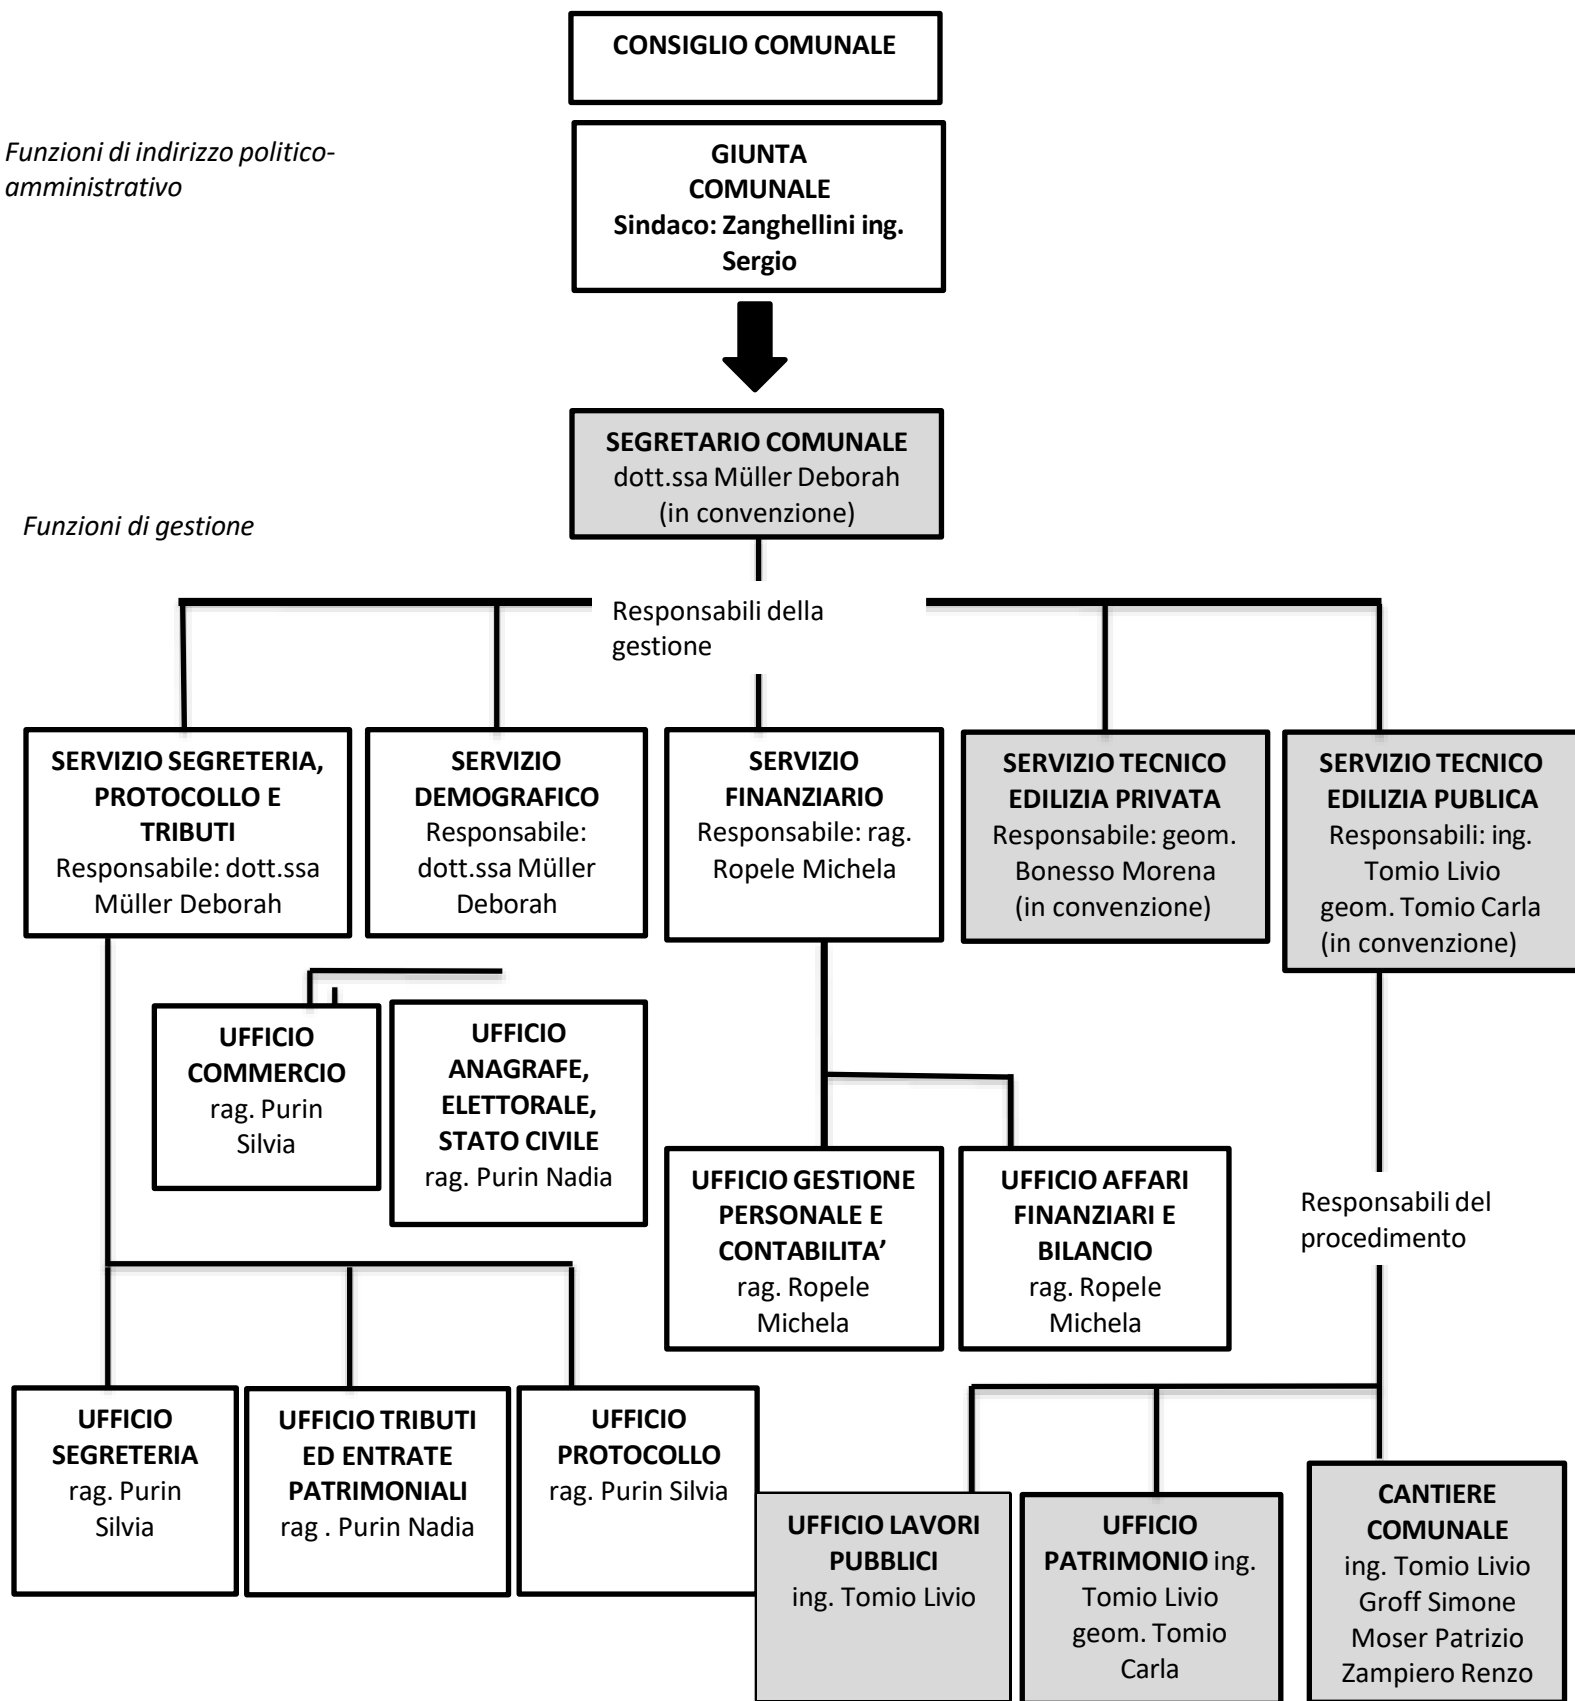 CONSIGLIO COMUNALE
Funzioni di indirizzo politico-
amministrativo
GIUNTA
COMUNALE
Sindaco: Zanghellini ing.
Sergio
SEGRETARIO COMUNALE
dott.ssa Müller Deborah
(in convenzione)
Funzioni di gestione
Responsabili della
gestione
SERVIZIO SEGRETERIA,
PROTOCOLLO E
TRIBUTI
Responsabile: dott.ssa
Müller Deborah
SERVIZIO
DEMOGRAFICO
Responsabile:
dott.ssa Müller
Deborah
SERVIZIO
FINANZIARIO
Responsabile: rag.
Ropele Michela
SERVIZIO TECNICO
EDILIZIA PRIVATA
Responsabile: geom.
Bonesso Morena
(in convenzione)
SERVIZIO TECNICO
EDILIZIA PUBLICA
Responsabili: ing.
Tomio Livio
geom. Tomio Carla
(in convenzione)
UFFICIO
COMMERCIO
rag. Purin
Silvia
UFFICIO
ANAGRAFE,
ELETTORALE,
STATO CIVILE
rag. Purin Nadia
UFFICIO GESTIONE
PERSONALE E
CONTABILITA’
rag. Ropele
Michela
UFFICIO AFFARI
FINANZIARI E
BILANCIO
rag. Ropele
Michela
Responsabili del
procedimento
UFFICIO
SEGRETERIA
rag. Purin
Silvia
UFFICIO TRIBUTI
ED ENTRATE
PATRIMONIALI
rag . Purin Nadia
UFFICIO
PROTOCOLLO
rag. Purin Silvia
UFFICIO LAVORI
PUBBLICI
ing. Tomio Livio
UFFICIO
PATRIMONIO ing.
Tomio Livio
geom. Tomio
Carla
CANTIERE
COMUNALE
ing. Tomio Livio
Groff Simone
Moser Patrizio
Zampiero Renzo